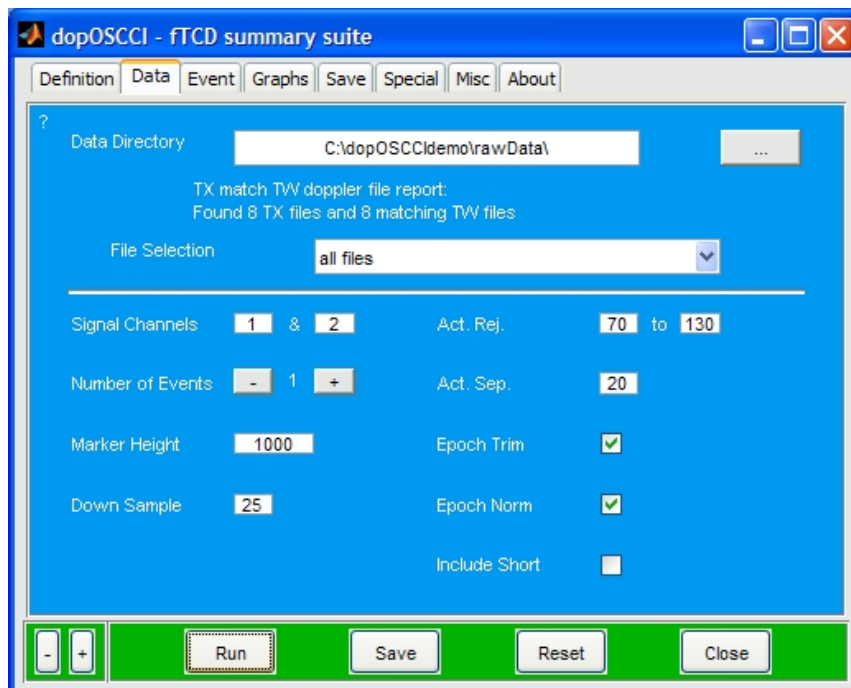 dopOSCCI - fTCD summary suite
Definition Data Event Graphs Save Special Misc About
?
Data Directory C:\dopOSCCIdemo\rawData\ ...
TX match TW doppler file report:
Found 8 TX files and 8 matching TW files
File Selection all files
Signal Channels 1 & 2 Act. Rej. 70 to 130
Number of Events - 1 + Act. Sep. 20
Marker Height 1000 Epoch Trim
Down Sample 25 Epoch Norm
Include Short
- + Run Save Reset Close